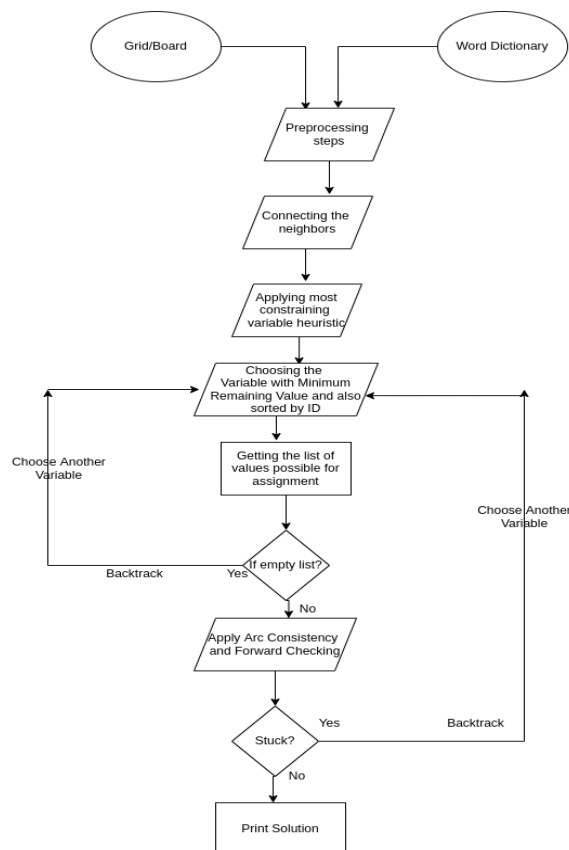 Grid/Board
Word Dictionary
Preprocessing
steps
Connecting the
neighbors
Applying most
constraining
variable heuristic
Choosing the
Variable with Minimum
Remaining Value and also
sorted by ID
Getting the list of
values possible for
assignment
Choose Another
Variable
Choose Another
Variable
If empty list?
Backtrack
Yes
No
Apply Arc Consistency
and Forward Checking
Yes
Backtrack
Stuck?
No
Print Solution